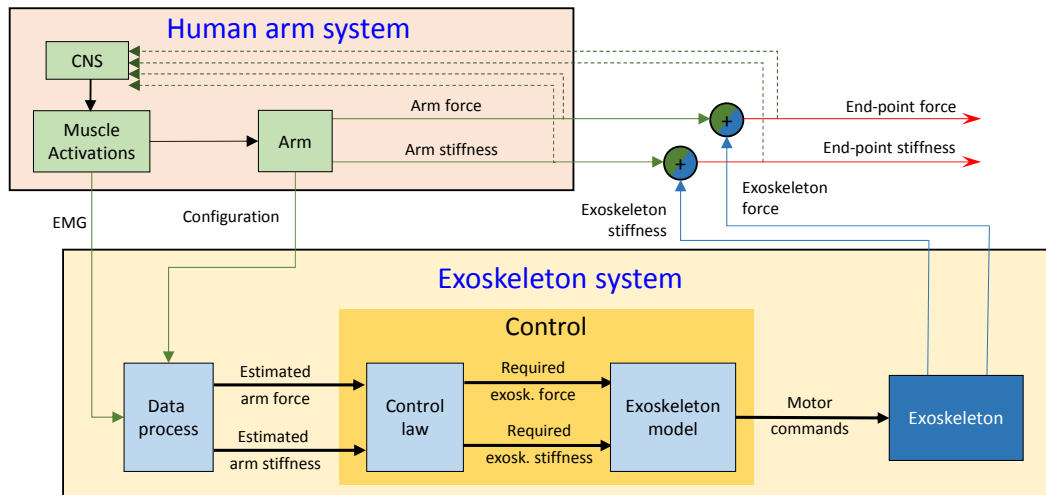 Human arm system
CNS
Muscle
Activations
Arm
Arm force
Arm stiffness
+
+
End-point force
End-point stiffness
EMG
Configuration
Exoskeleton
stiffness
Exoskeleton
force
Exoskeleton system
Control
Data
process
Estimated
arm force
Estimated
arm stiffness
Control
law
Required
exosk. force
Required
exosk. stiffness
Exoskeleton
model
Motor
commands
Exoskeleton